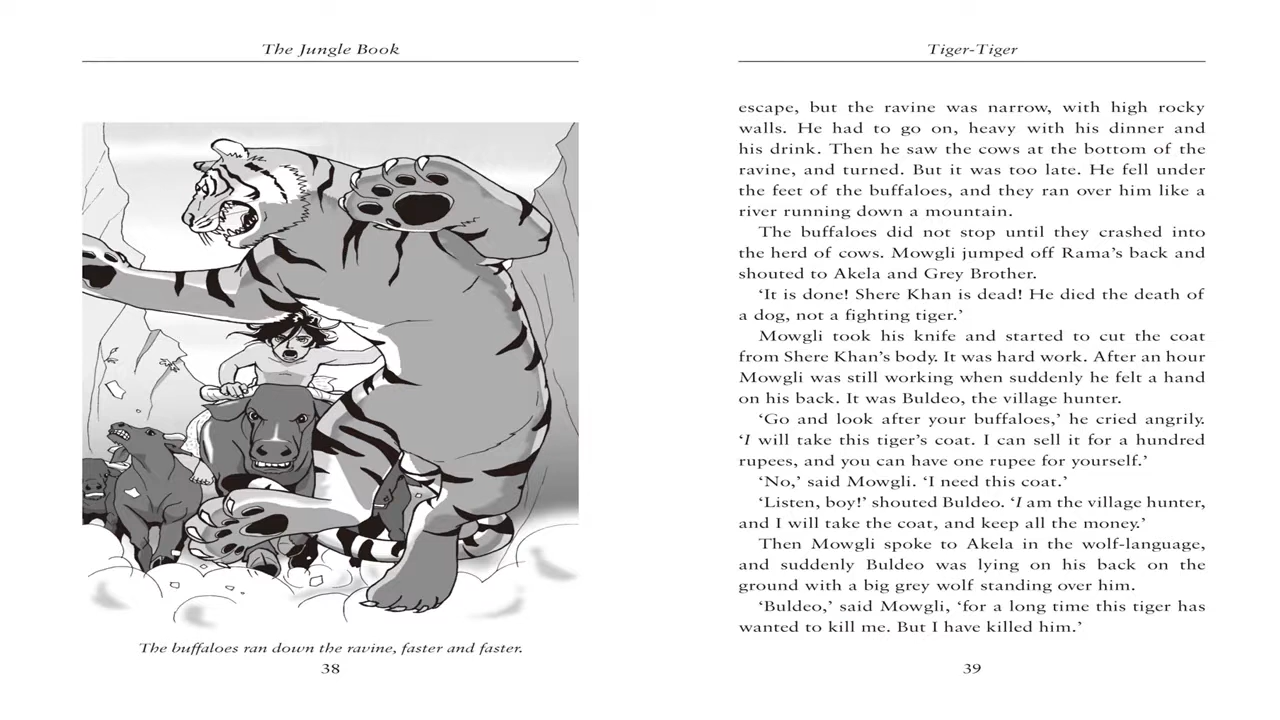 The Jungle Book
The buffaloes ran down the ravine, faster and faster.
38
Tiger-Tiger
escape, but the ravine was narrow, with high rocky
walls. He had to go on, heavy with his dinner and
his drink. Then he saw the cows at the bottom of the
ravine, and turned. But it was too late. He fell under
the feet of the buffaloes, and they ran over him like a
river running down a mountain.
The buffaloes did not stop until they crashed into
the herd of cows. Mowgli jumped off Rama’s back and
shouted to Akela and Grey Brother.
‘It is done! Shere Khan is dead! He died the death of
a dog, not a fighting tiger.’
Mowgli took his knife and started to cut the coat
from Shere Khan’s body. It was hard work. After an hour
Mowgli was still working when suddenly he felt a hand
on his back. It was Buldeo, the village hunter.
‘Go and look after your buffaloes,’ he cried angrily.
‘I will take this tiger’s coat. I can sell it for a hundred
rupees, and you can have one rupee for yourself.’
‘No,’ said Mowgli. ‘I need this coat.’
‘Listen, boy!’ shouted Buldeo. ‘I am the village hunter,
and I will take the coat, and keep all the money.’
Then Mowgli spoke to Akela in the wolf-language,
and suddenly Buldeo was lying on his back on the
ground with a big grey wolf standing over him.
‘Buldeo,’ said Mowgli, ‘for a long time this tiger has
wanted to kill me. But I have killed him.’
39